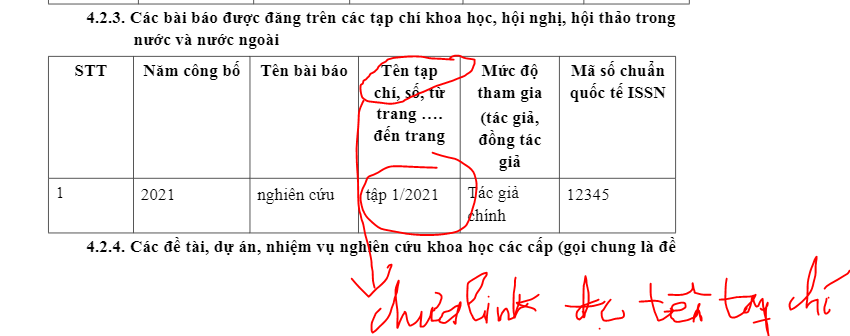 4.2.3. Các bài báo được đăng trên các tạp chí khoa học, hội nghị, hội thảo trong
nước và nước ngoài
STT Năm công bố Tên bài báo Tên tạp chí, số, từ trang …. đến trang Mức độ tham gia (tác giả, đồng tác giả Mã số chuẩn quốc tế ISSN
1 2021 nghiên cứu tập 1/2021 Tác giả chính 12345
4.2.4. Các đề tài, dự án, nhiệm vụ nghiên cứu khoa học các cấp (gọi chung là đề
chưa link đc tên tạp chí